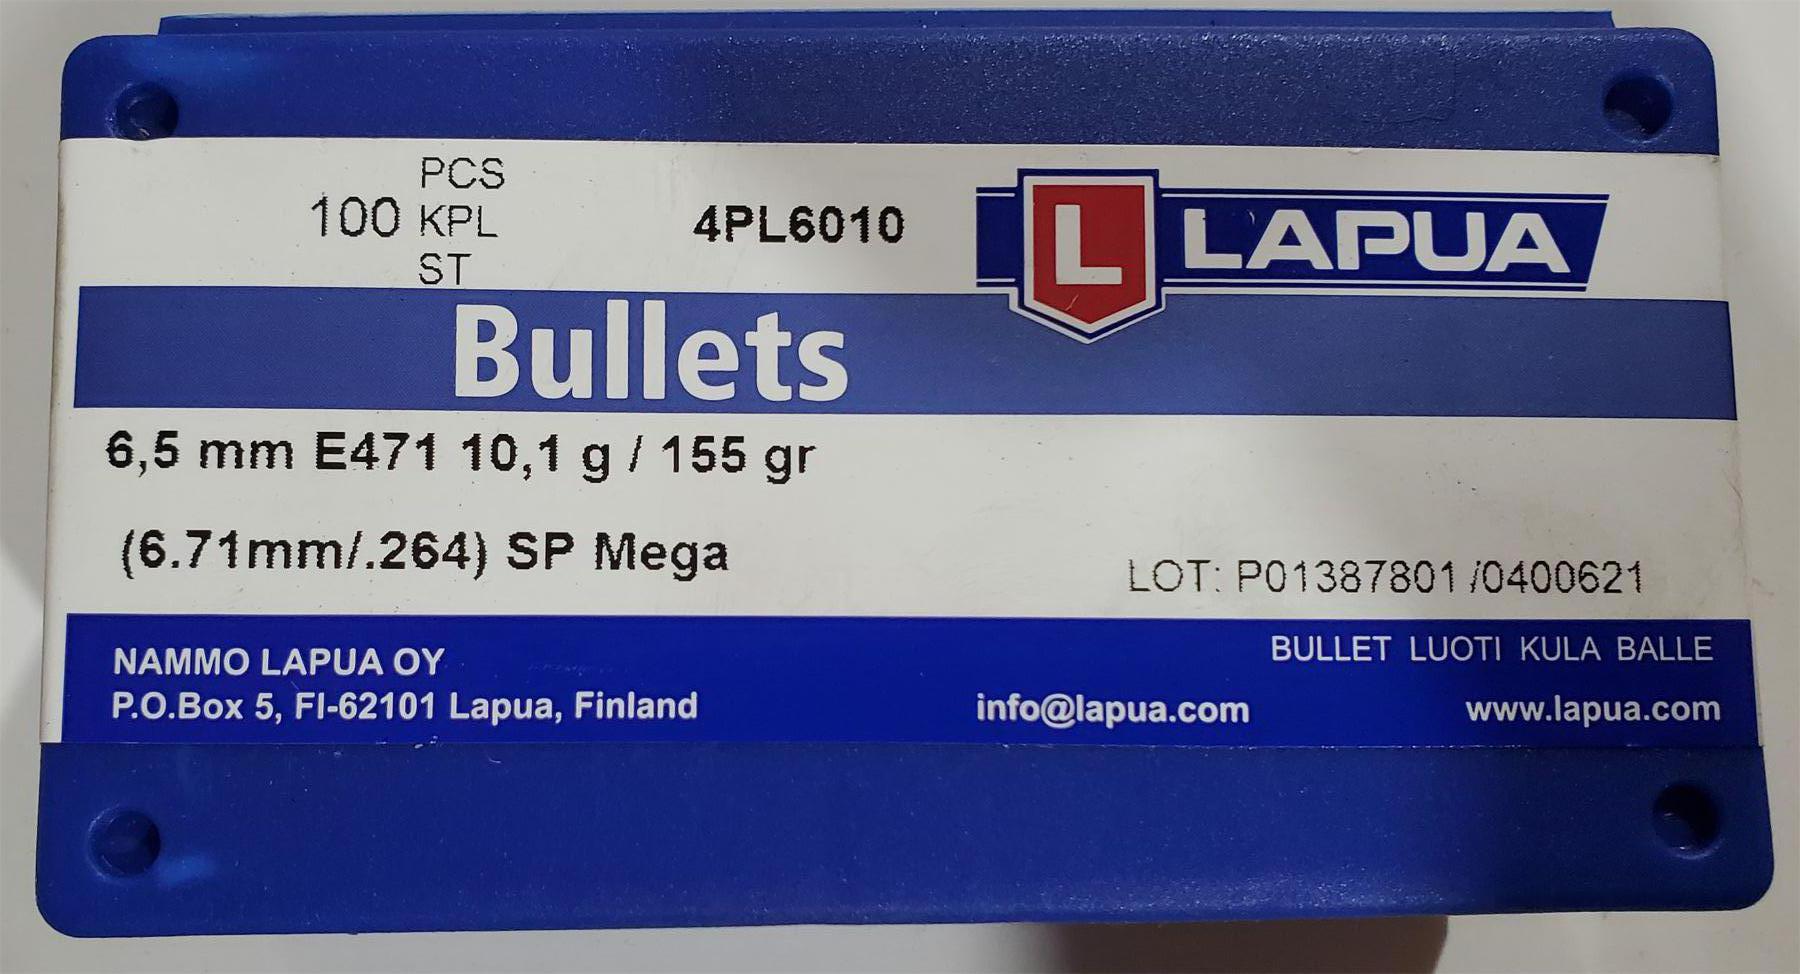 PCS
100 KPL
ST
4PL6010
L LAPUA
Bullets
6,5 mm E471 10,1 g / 155 gr
(6.71mm/.264) SP Mega
LOT: P01387801 /0400621
NAMMO LAPUA OY
P.O.Box 5, FI-62101 Lapua, Finland
info@lapua.com
BULLET LUOTI KULA BALLE
www.lapua.com